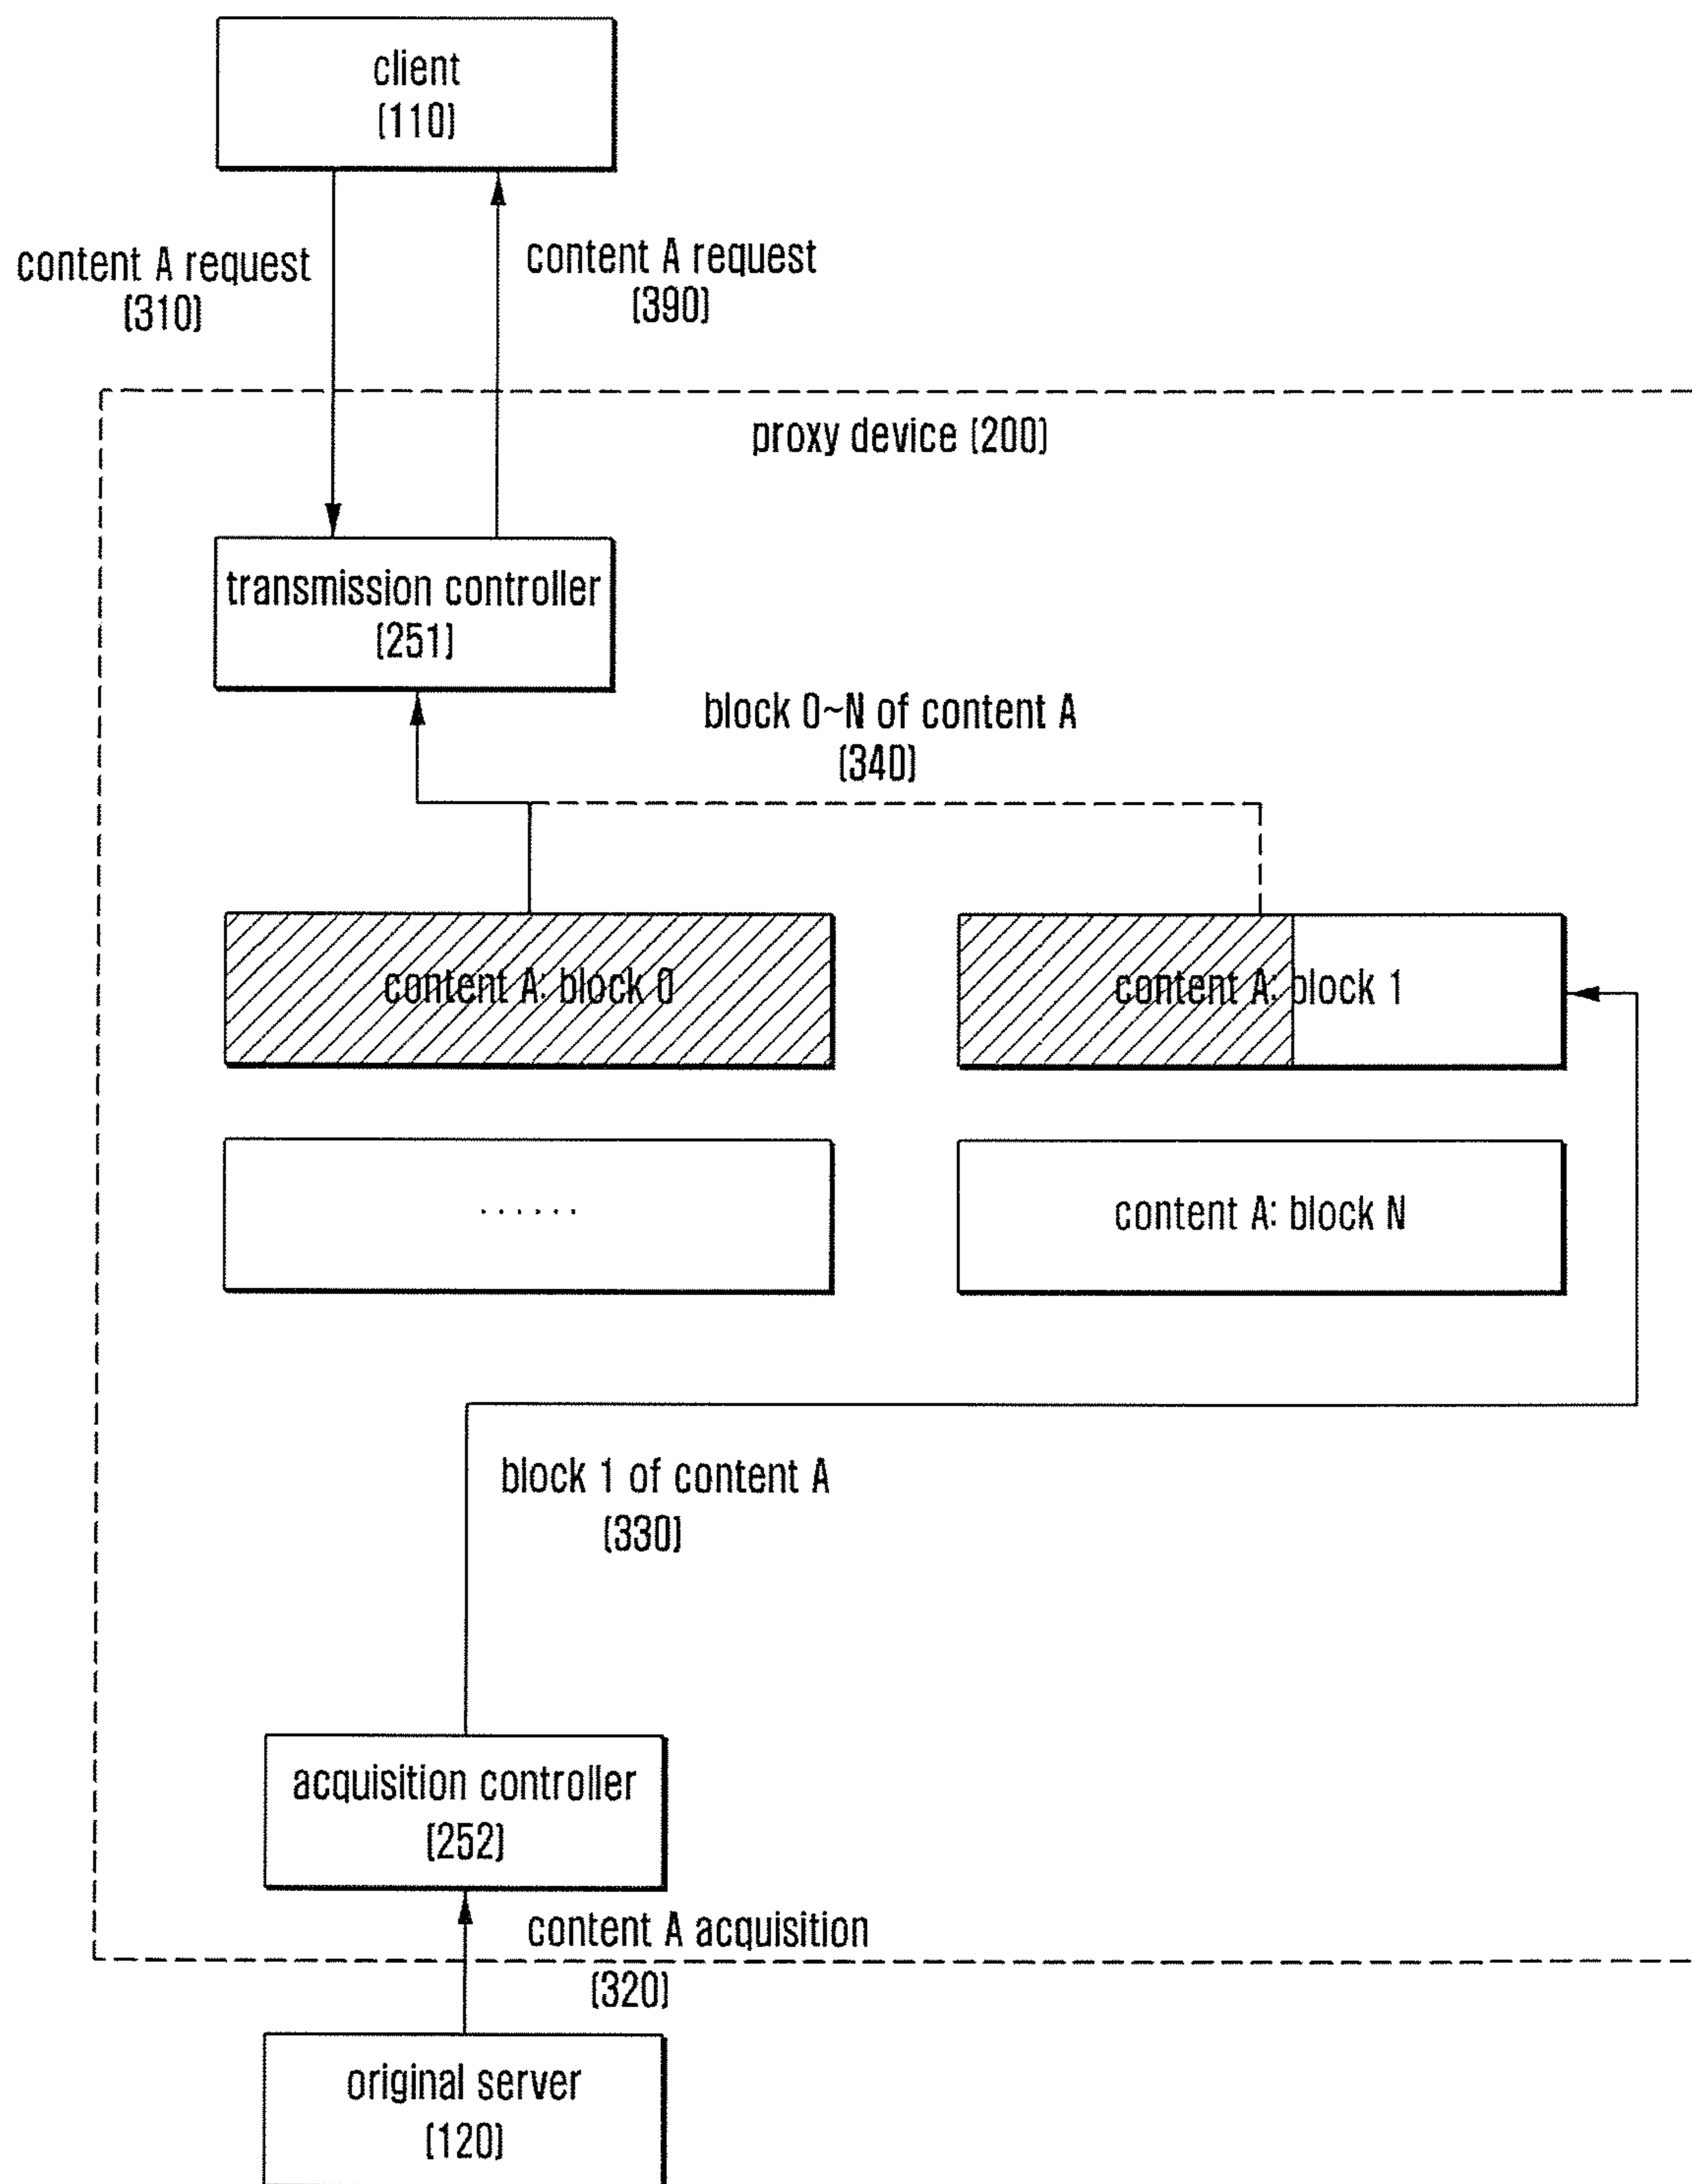 client
(110)
content A request
(310)
content A request
(390)
proxy device (200)
transmission controller
(251)
block 0~N of content A
(340)
content A: block 0
content A: block 1
......
content A: block N
block 1 of content A
(330)
acquisition controller
(252)
content A acquisition
(320)
original server
(120)